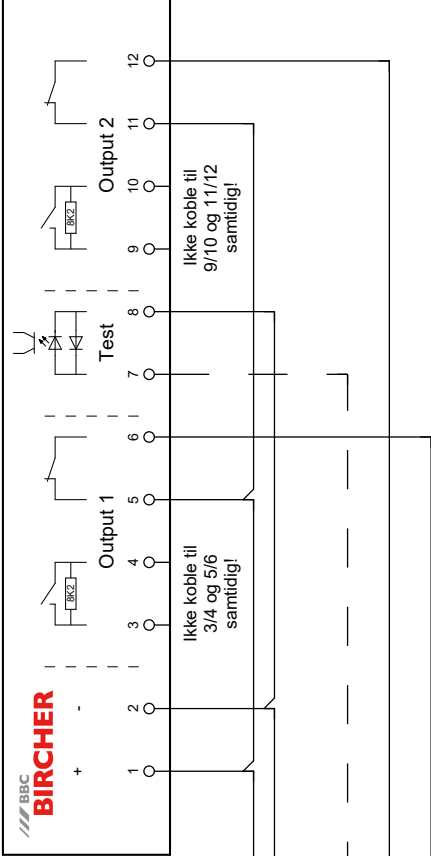 /// BBC
BIRCHER
+
-
1
2
8K2
Output 1
3
4
5
6
Ikke koble til
3/4 og 5/6
samtidig!
Test
7
8
8K2
Output 2
9
10
11
12
Ikke koble til
9/10 og 11/12
samtidig!